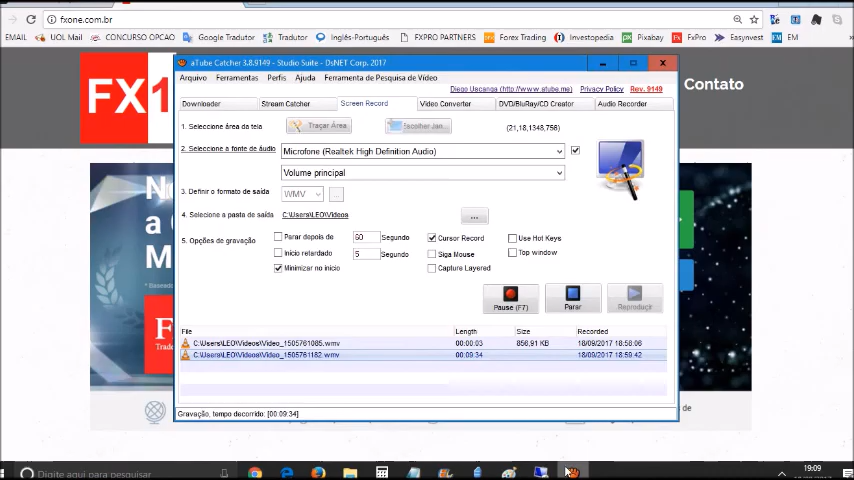 fxone.com.br
EMAIL
UOL Mail
CONCURSO OPCAO
Google Tradutor
Tradutor
Inglês-Português
FXPRO PARTNERS
Forex Trading
Investopedia
Pixabay
FxPro
Easynvest
EM
aTube Catcher 3.8.9149 - Studio Suite - DsNET Corp. 2017
Arquivo Ferramentas Perfis Ajuda Ferramenta de Pesquisa de Vídeo
Diego Uscanga (http://www.atube.me) Privacy Policy Rev. 9149
FX1
Contato
Downloader Stream Catcher Screen Record Video Converter DVD/BluRay/CD Creator Audio Recorder
1. Seleccione área da tela Traçar Área Escolher Jan... (21,18,1348,756)
2. Seleccione a fonte de áudio Microfone (Realtek High Definition Audio)
Volume principal
3. Definir o formato de saída WMV ...
4. Selecione a pasta de saída C:\Users\LEO\Videos ...
5. Opções de gravação Parar depois de 60 Segundo Cursor Record Use Hot Keys
Início retardado 5 Segundo Siga Mouse Top window
Minimizar no início Capture Layered
Pause (F7) Parar Reproduzir
File Length Size Recorded
C:\Users\LEO\Videos\Video_1505761085.wmv 00:00:03 856,91 KB 18/09/2017 18:58:06
C:\Users\LEO\Videos\Video_1505761182.wmv 00:09:34 18/09/2017 18:59:42
Gravação, tempo decorrido: [00:09:34]
N
a
M
FX
Trade
de
Digite aqui para pesquisar
19:09